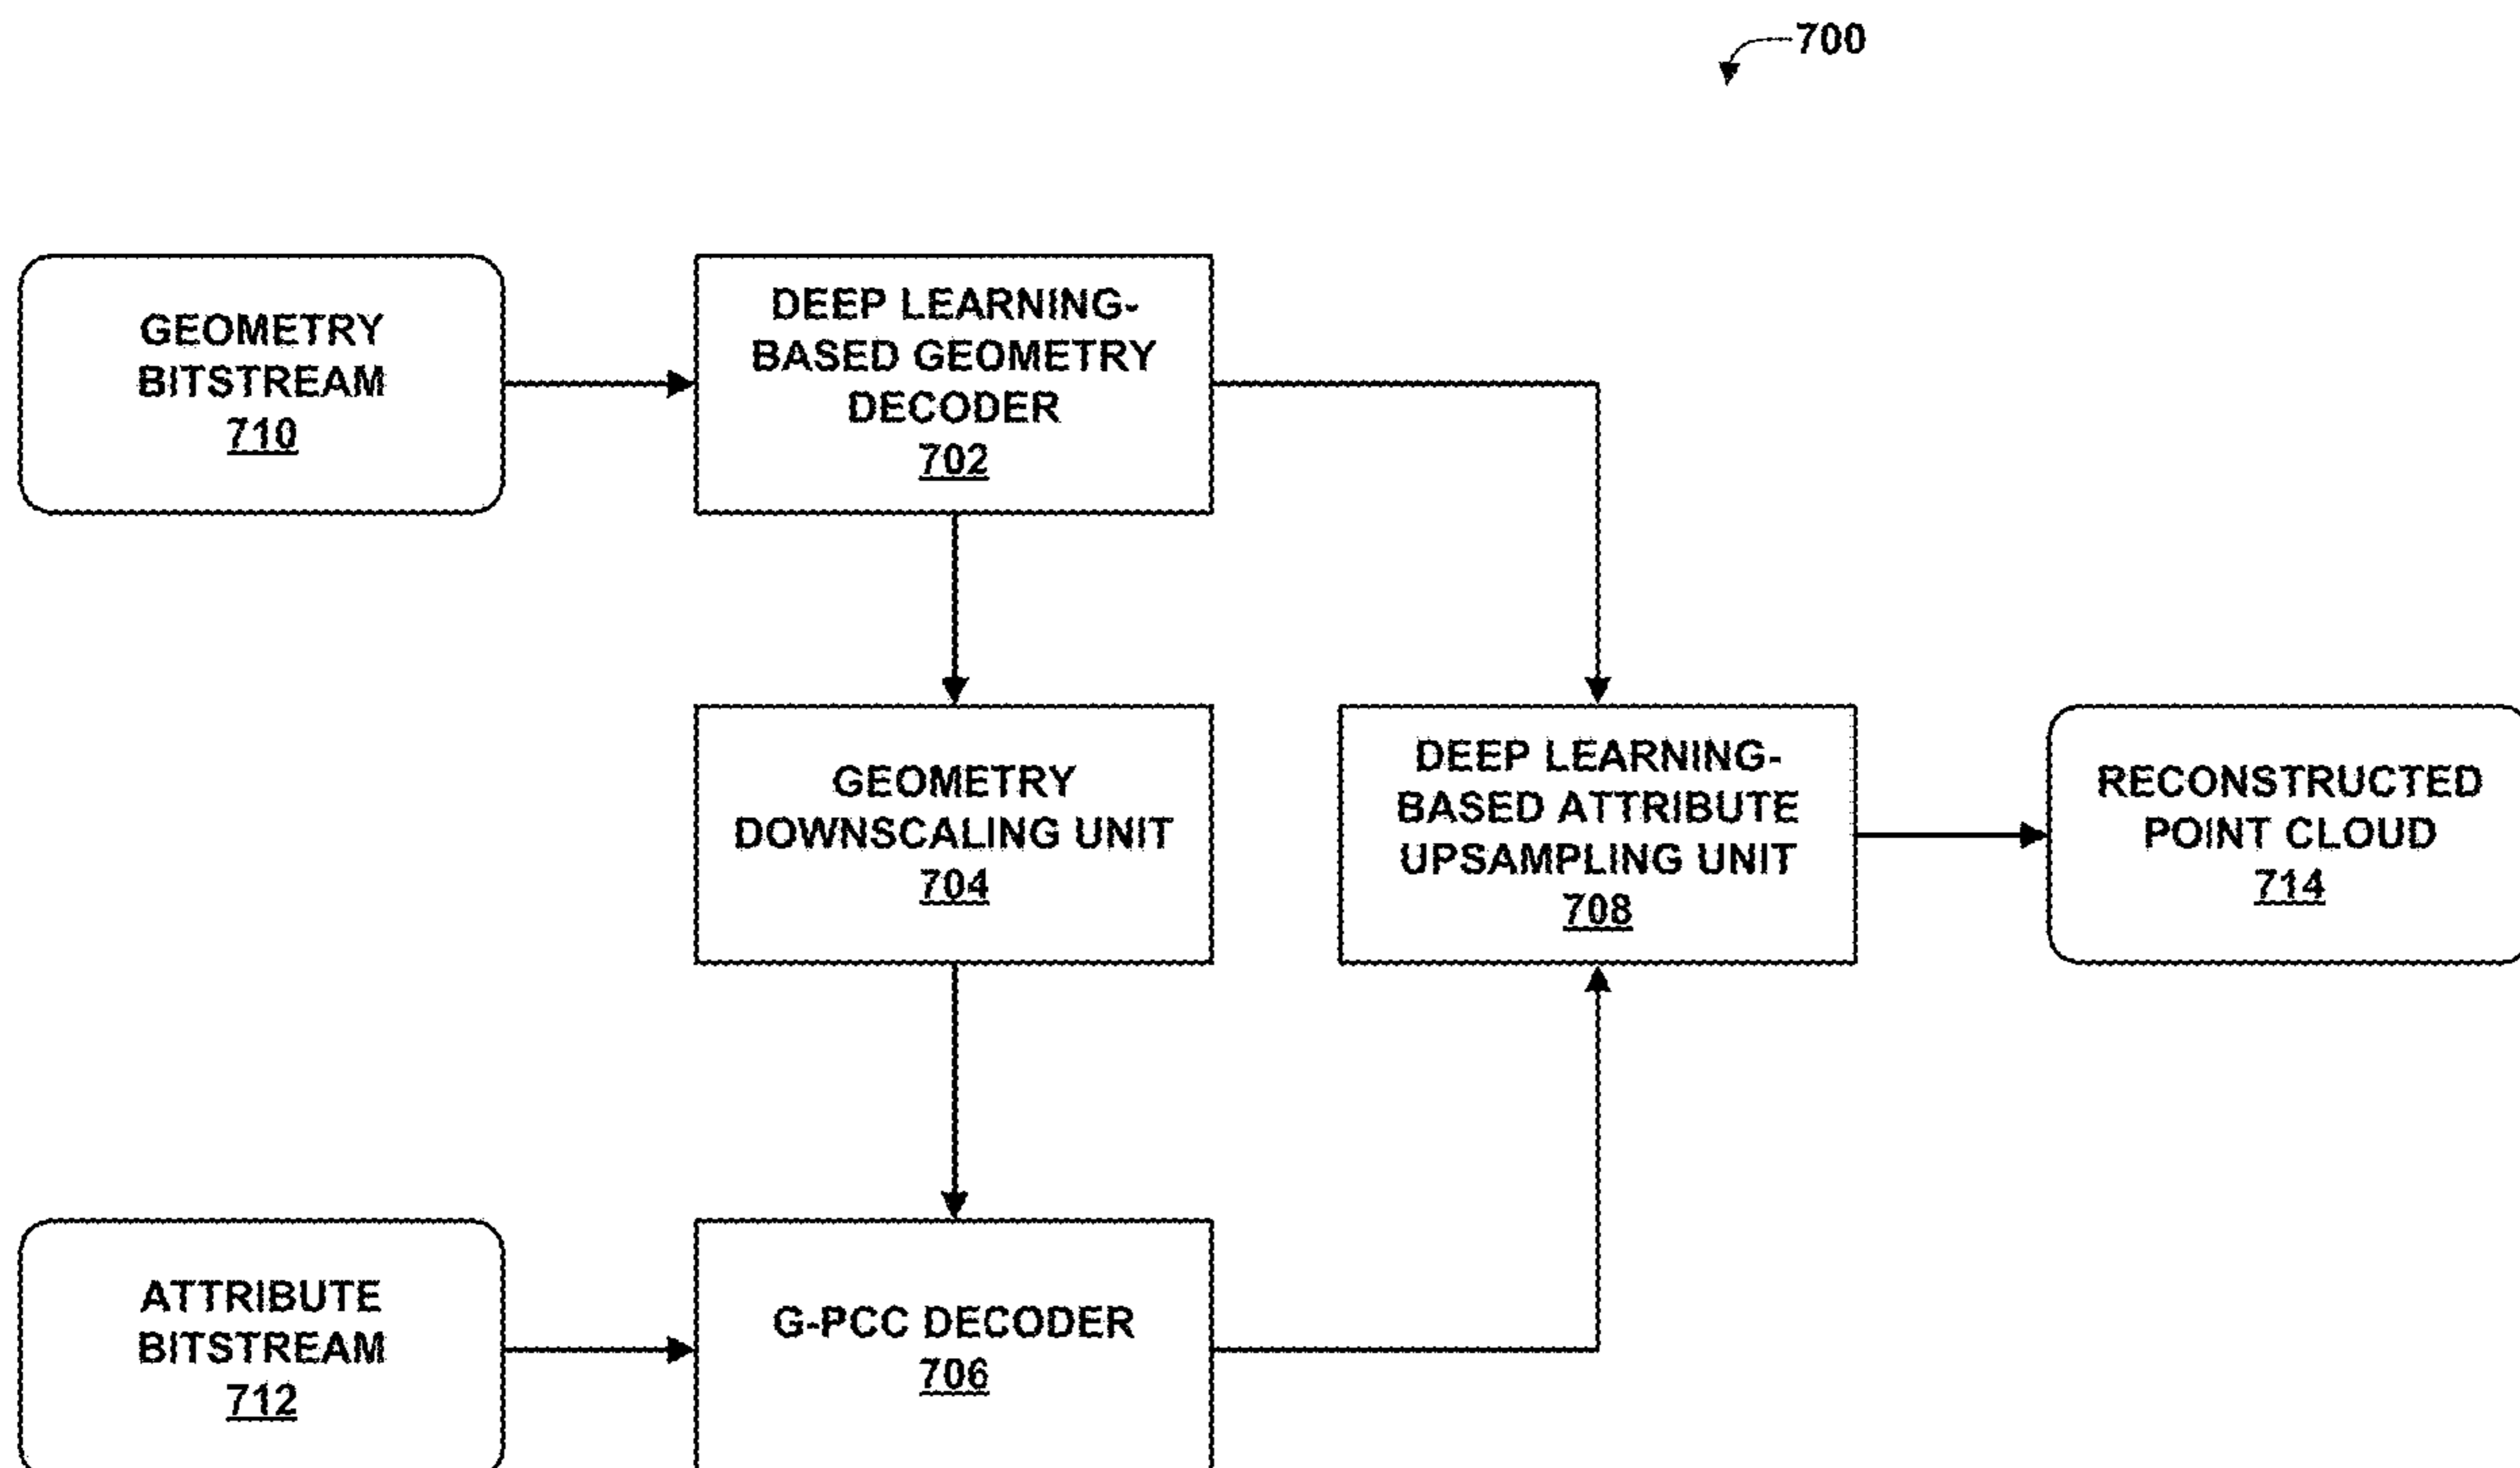 700
GEOMETRY
BITSTREAM
710
DEEP LEARNING-
BASED GEOMETRY
DECODER
702
GEOMETRY
DOWNSCALING UNIT
704
DEEP LEARNING-
BASED ATTRIBUTE
UPSAMPLING UNIT
708
RECONSTRUCTED
POINT CLOUD
714
ATTRIBUTE
BITSTREAM
712
G-PCC DECODER
706